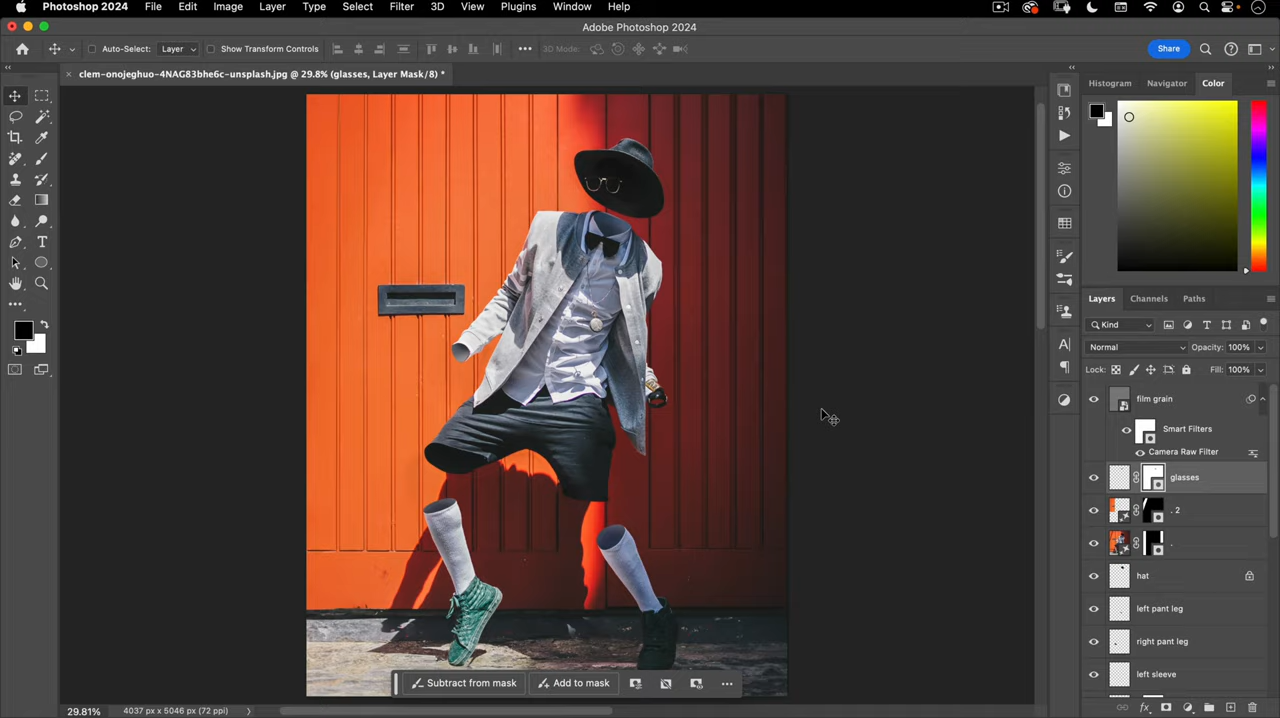 Photoshop 2024 File Edit Image Layer Type Select Filter 3D View Plugins Window Help
Adobe Photoshop 2024
Auto-Select: Layer Show Transform Controls 3D Mode: Share
clem-onojeghuo-4NAG83bhe6c-unsplash.jpg @ 29.8% (glasses, Layer Mask/8) *
Histogram Navigator Color
Layers Channels Paths
Kind
Normal Opacity: 100%
Lock: Fill: 100%
film grain
Smart Filters
Camera Raw Filter
glasses
. 2
.
hat
left pant leg
right pant leg
left sleeve
Subtract from mask Add to mask
29.81% 4037 px x 5046 px (72 ppi)